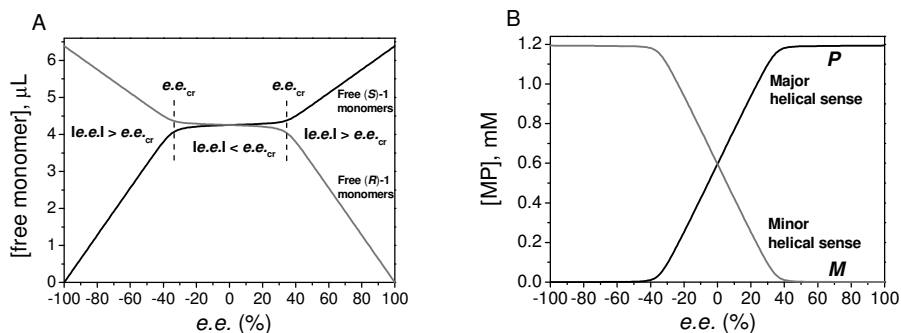 A
[free monomer], µL
6
5
4
3
2
1
0
e.e.cr
e.e.cr
Free (S)-1
monomers
|e.e.| > e.e.cr
|e.e.| < e.e.cr
|e.e.| > e.e.cr
Free (R)-1
monomers
-100 -80 -60 -40 -20 0 20 40 60 80 100
e.e. (%)
B
[MP], mM
1.2
1.0
0.8
0.6
0.4
0.2
0.0
P
Major
helical sense
Minor
helical sense
M
-100 -80 -60 -40 -20 0 20 40 60 80 100
e.e. (%)